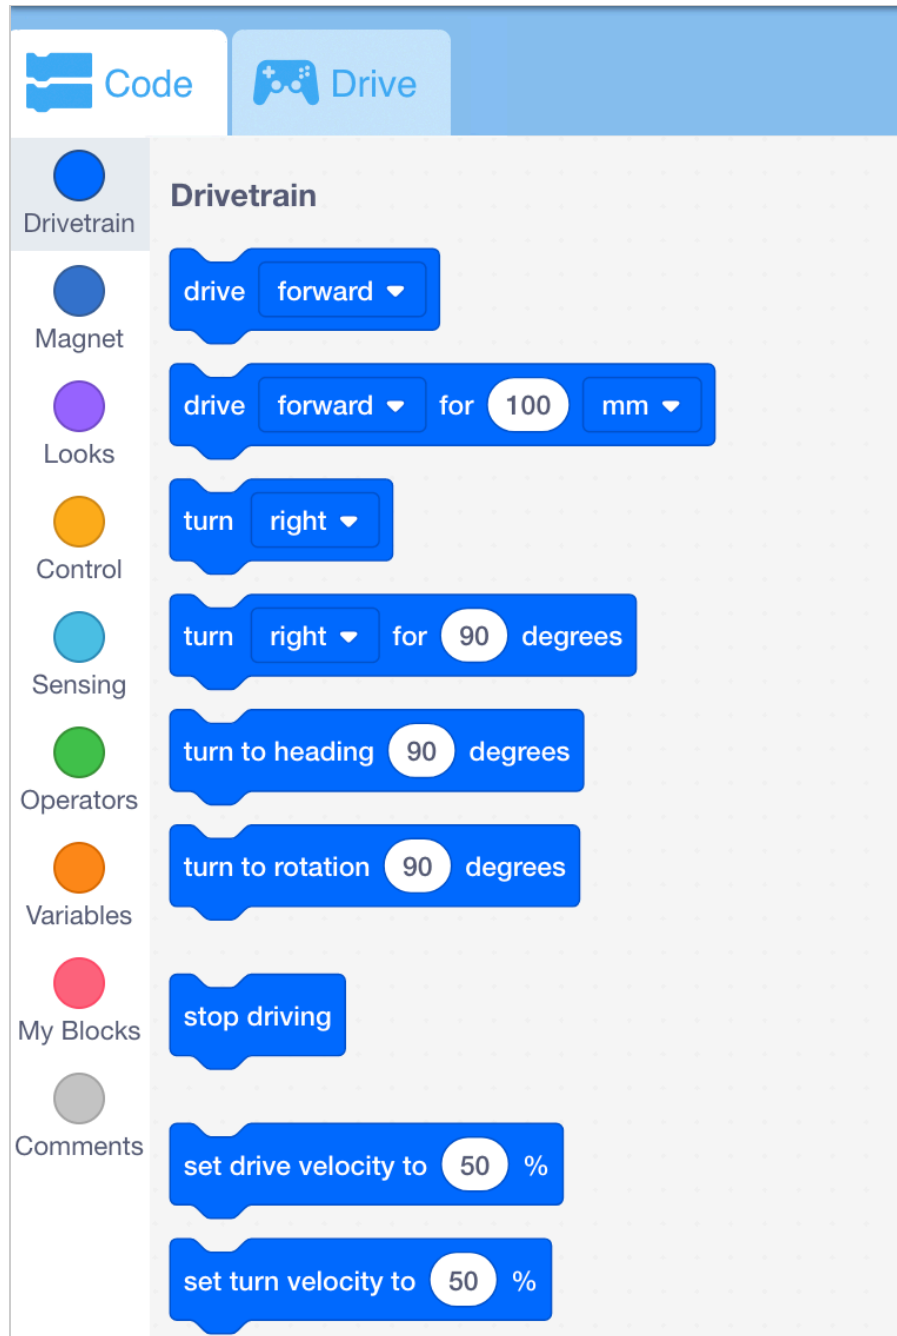 Code
Drive
Drivetrain
Magnet
Looks
Control
Sensing
Operators
Variables
My Blocks
Comments
Drivetrain
drive forward
drive forward for 100 mm
turn right
turn right for 90 degrees
turn to heading 90 degrees
turn to rotation 90 degrees
stop driving
set drive velocity to 50 %
set turn velocity to 50 %